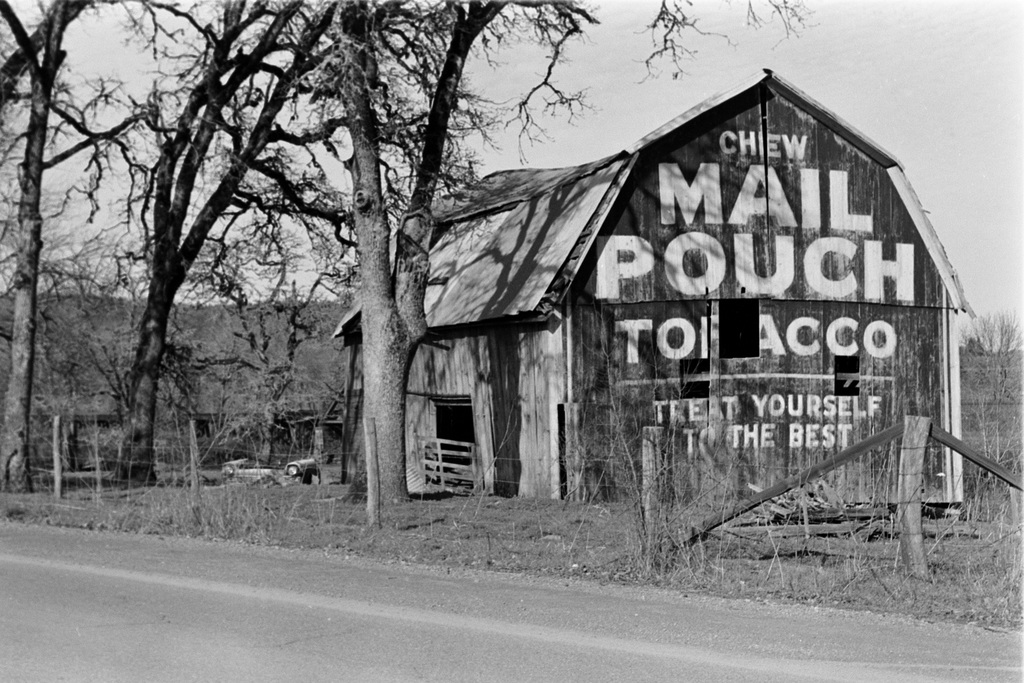 CHEW
MAIL
POUCH
TOBACCO
TREAT YOURSELF
TO THE BEST